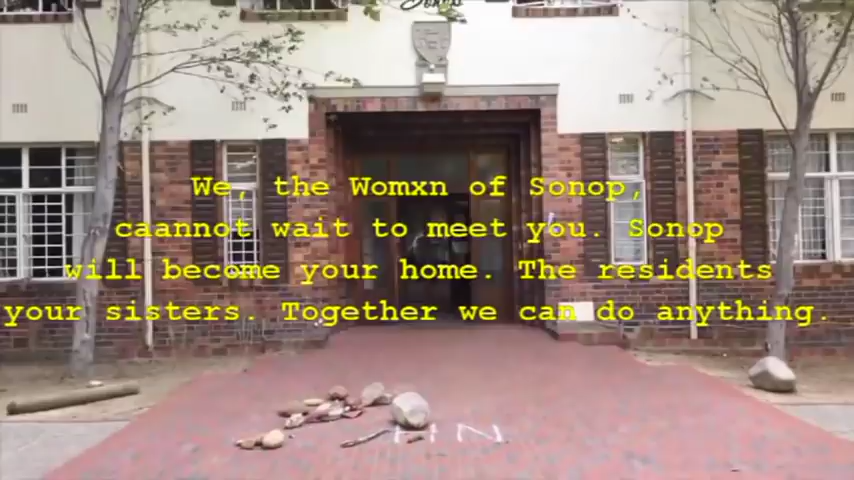 We, the Womxn of Sonop,
caannot wait to meet you. Sonop
will become your home. The residents
your sisters. Together we can do anything.
HN